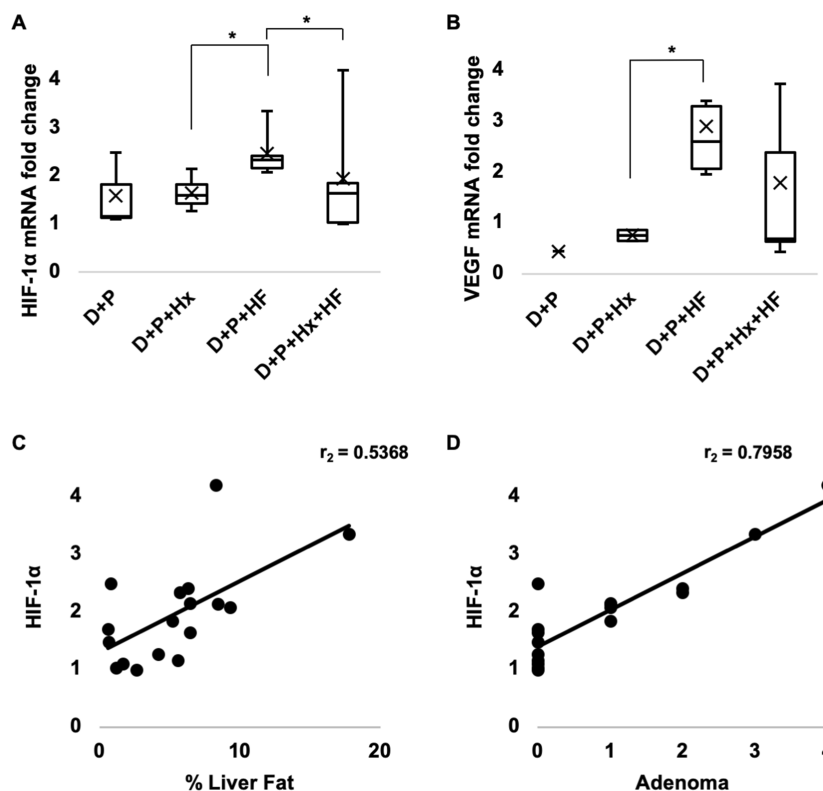 A
*
*
HIF-1α mRNA fold change
4
3
2
1
0
D+P
D+P+Hx
D+P+HF
D+P+Hx+HF
B
*
VEGF mRNA fold change
4
3
2
1
0
D+P
D+P+Hx
D+P+HF
D+P+Hx+HF
C
r₂ = 0.5368
HIF-1α
4
3
2
1
0
0 10 20
% Liver Fat
D
r₂ = 0.7958
HIF-1α
4
3
2
1
0
0 1 2 3
Adenoma